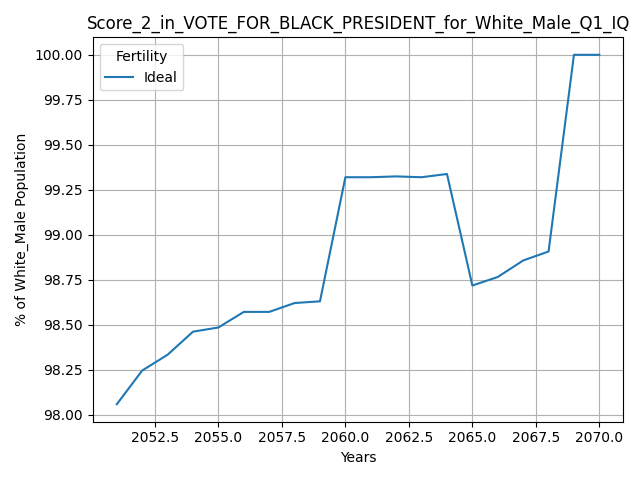 Score_2_in_VOTE_FOR_BLACK_PRESIDENT_for_White_Male_Q1_IQ
Fertility
Ideal
% of White_Male Population
100.00
99.75
99.50
99.25
99.00
98.75
98.50
98.25
98.00
2052.5 2055.0 2057.5 2060.0 2062.5 2065.0 2067.5 2070.0
Years